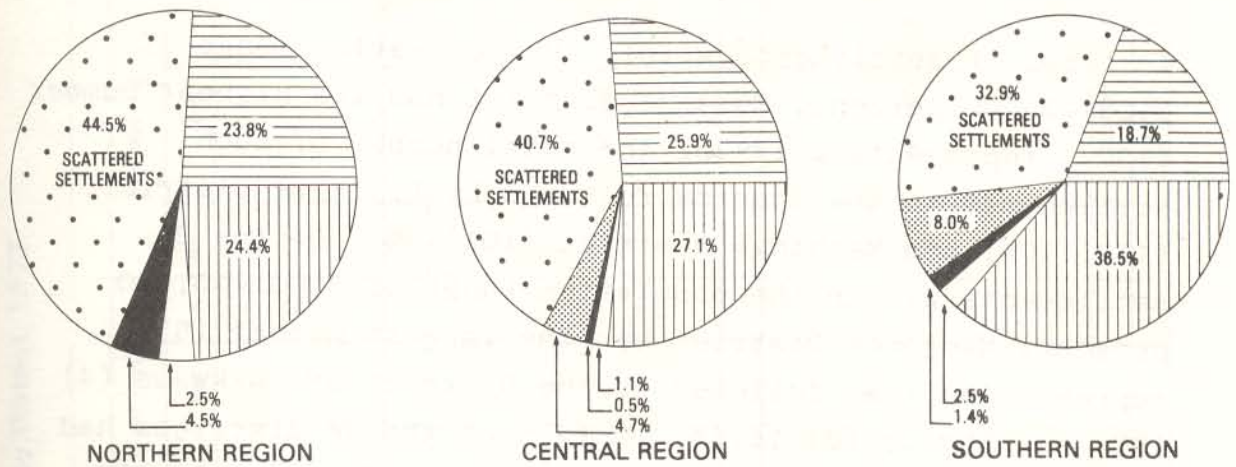 44.5%
SCATTERED
SETTLEMENTS
23.8%
24.4%
2.5%
4.5%
NORTHERN REGION
40.7%
SCATTERED
SETTLEMENTS
25.9%
27.1%
1.1%
0.5%
4.7%
CENTRAL REGION
32.9%
SCATTERED
SETTLEMENTS
18.7%
8.0%
36.5%
2.5%
1.4%
SOUTHERN REGION